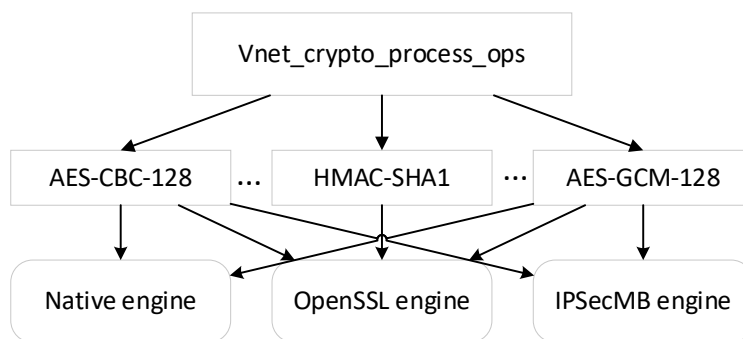 Vnet_crypto_process_ops
AES-CBC-128 ... HMAC-SHA1 ... AES-GCM-128
Native engine OpenSSL engine IPSecMB engine